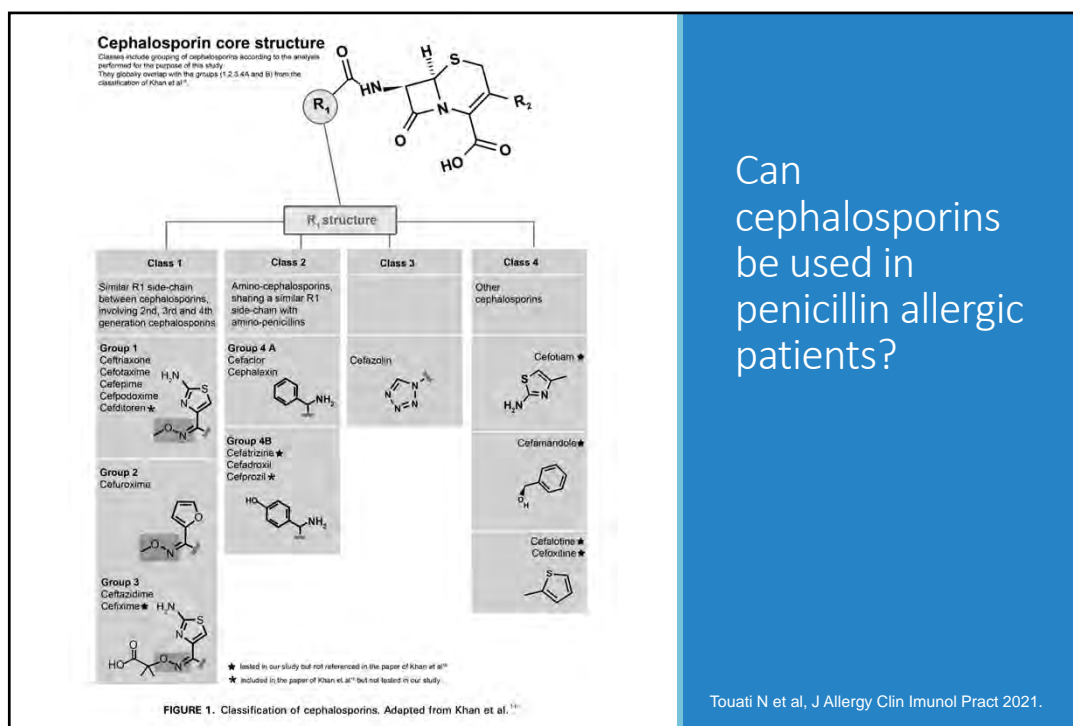 Cephalosporin core structure
Classes include grouping of cephalosporins according to the analysis
performed for the purpose of this study.
They globally overlap with the groups (1,2,3,4A and B) from the
classification of Khan et al
O
HN
H
H
S
R1
N
R2
O
HO
O
R1 structure
Class 1
Similar R1 side-chain
between cephalosporins,
involving 2nd, 3rd and 4th
generation cephalosporins
Group 1
Ceftriaxone
Cefotaxime
Cefepime
Cefpodoxime
Cefditoren *
H2N
S
N
O
N
Group 2
Cefuroxime
O
O
N
Group 3
Ceftazidime
Cefixime ★
H2N
S
N
O
HO
O
N
Class 2
Amino-cephalosporins,
sharing a similar R1
side-chain with
amino-penicillins
Group 4 A
Cefaclor
Cephalexin
NH2
Group 4B
Cefatrizine ★
Cefadroxil
Cefprozil *
HO
NH2
Class 3
Cefazolin
N
N
N
N
Class 4
Other
cephalosporins
Cefotiam ★
S
N
H2N
Cefamandole ★
O
H
Cefalotine ★
Cefoxitine ★
S
★ tested in our study but not referenced in the paper of Khan et al
* included in the paper of Khan et al but not tested in our study
FIGURE 1. Classification of cephalosporins. Adapted from Khan et al.
Can
cephalosporins
be used in
penicillin allergic
patients?
Touati N et al, J Allergy Clin Imunol Pract 2021.